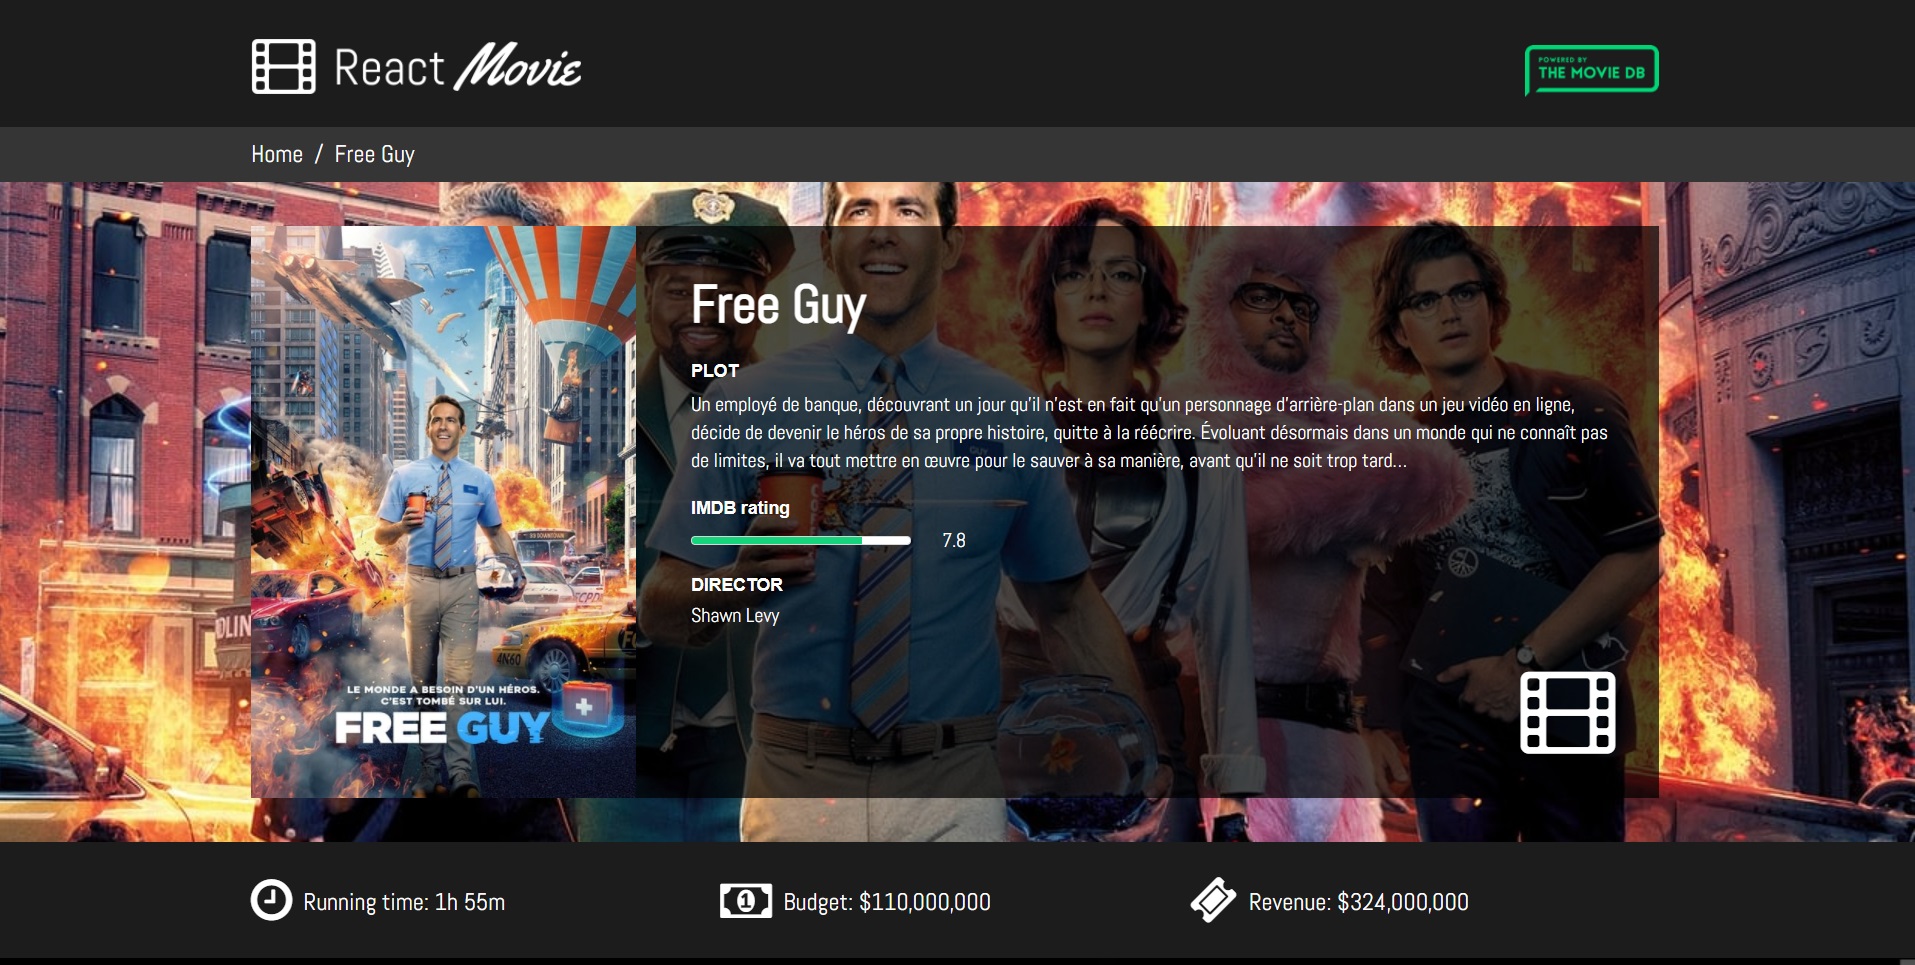 React Movie
POWERED BY
THE MOVIE DB
Home / Free Guy
Free Guy
PLOT
Un employé de banque, découvrant un jour qu'il n'est en fait qu'un personnage d'arrière-plan dans un jeu vidéo en ligne,
décide de devenir le héros de sa propre histoire, quitte à la réécrire. Évoluant désormais dans un monde qui ne connaît pas
de limites, il va tout mettre en œuvre pour le sauver à sa manière, avant qu'il ne soit trop tard…
IMDB rating
7.8
DIRECTOR
Shawn Levy
4N60
LE MONDE A BESOIN D'UN HÉROS.
C'EST TOMBÉ SUR LUI.
FREE GUY
Running time: 1h 55m
Budget: $110,000,000
Revenue: $324,000,000